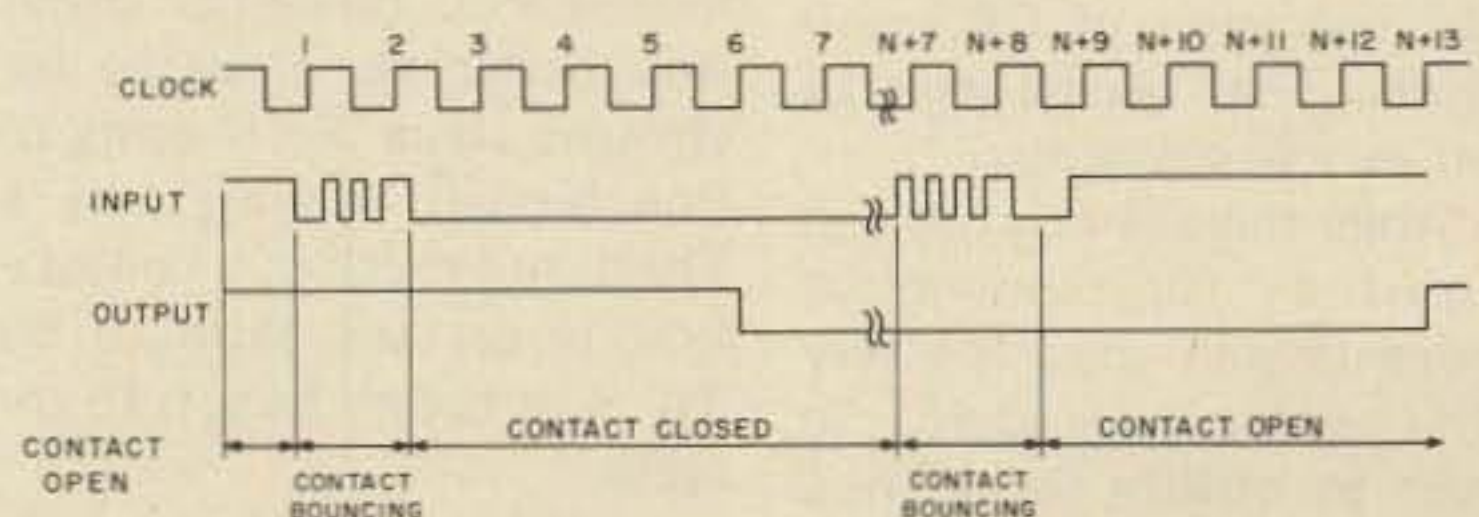 1 2 3 4 5 6 7 N+7 N+8 N+9 N+10 N+11 N+12 N+13
CLOCK
INPUT
OUTPUT
CONTACT CLOSED
CONTACT OPEN
CONTACT
OPEN
CONTACT
BOUNCING
CONTACT
BOUNCING